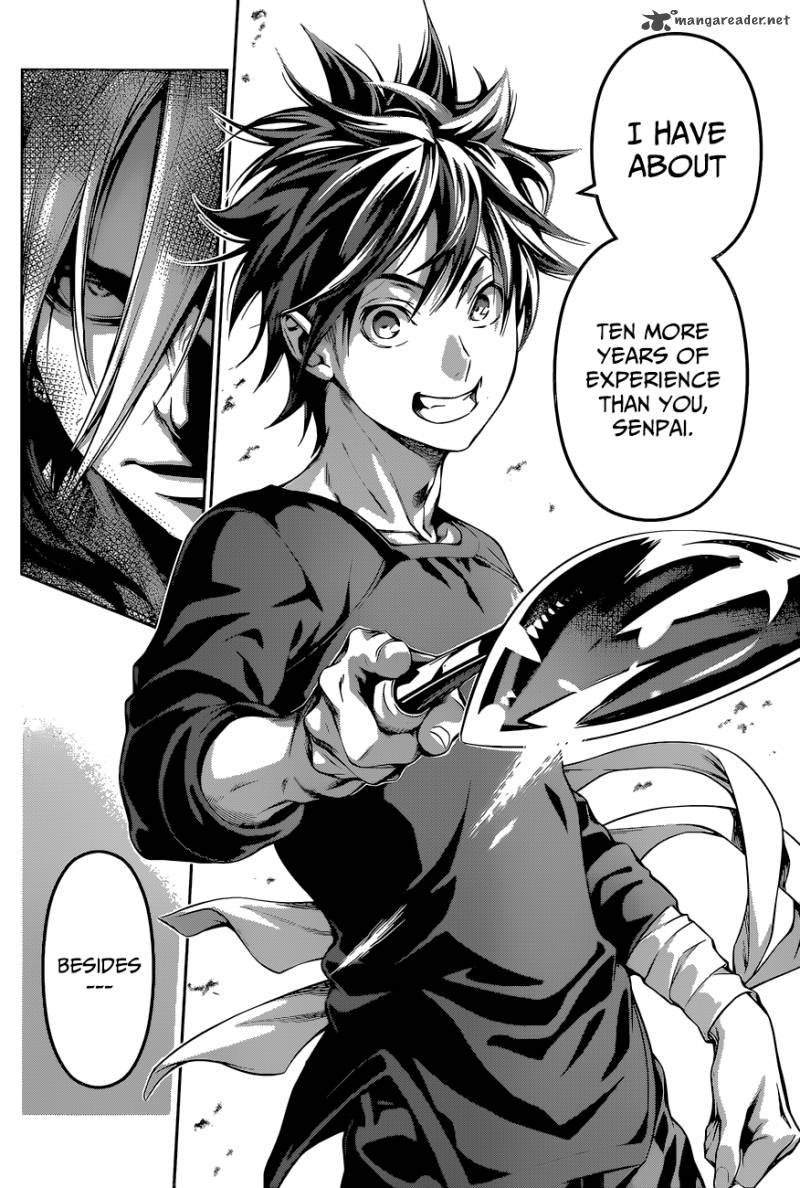 mangareader.net
I HAVE
ABOUT
TEN MORE
YEARS OF
EXPERIENCE
THAN YOU,
SENPAI.
BESIDES
---